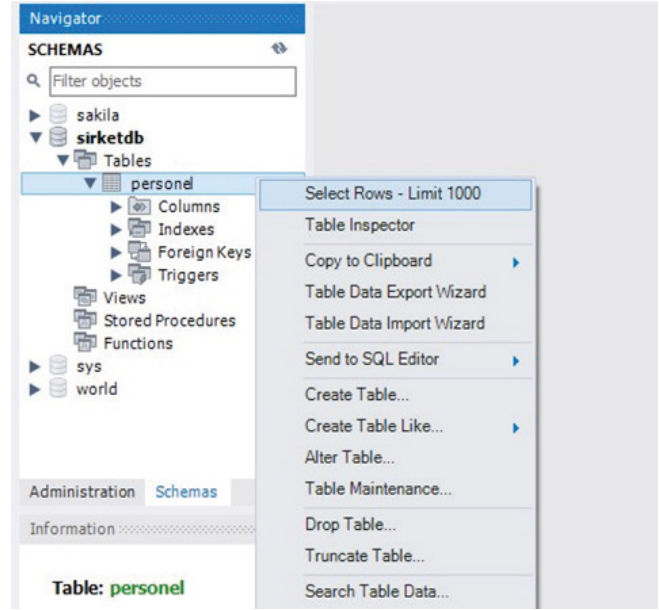 Navigator
SCHEMAS
Filter objects
sakila
sirketdb
Tables
personel
Columns
Indexes
Foreign Keys
Triggers
Views
Stored Procedures
Functions
sys
world
Administration Schemas
Information
Table: personel
Select Rows - Limit 1000
Table Inspector
Copy to Clipboard
Table Data Export Wizard
Table Data Import Wizard
Send to SQL Editor
Create Table...
Create Table Like...
Alter Table...
Table Maintenance...
Drop Table...
Truncate Table...
Search Table Data...